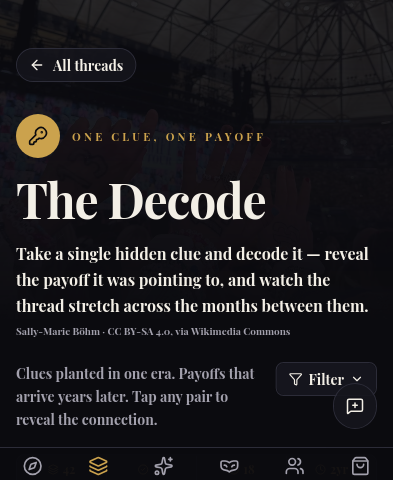 All threads
ONE CLUE, ONE PAYOFF
The Decode
Take a single hidden clue and decode it — reveal
the payoff it was pointing to, and watch the
thread stretch across the months between them.
Sally-Marie Böhm · CC BY-SA 4.0, via Wikimedia Commons
Clues planted in one era. Payoffs that
arrive years later. Tap any pair to
reveal the connection.
Filter